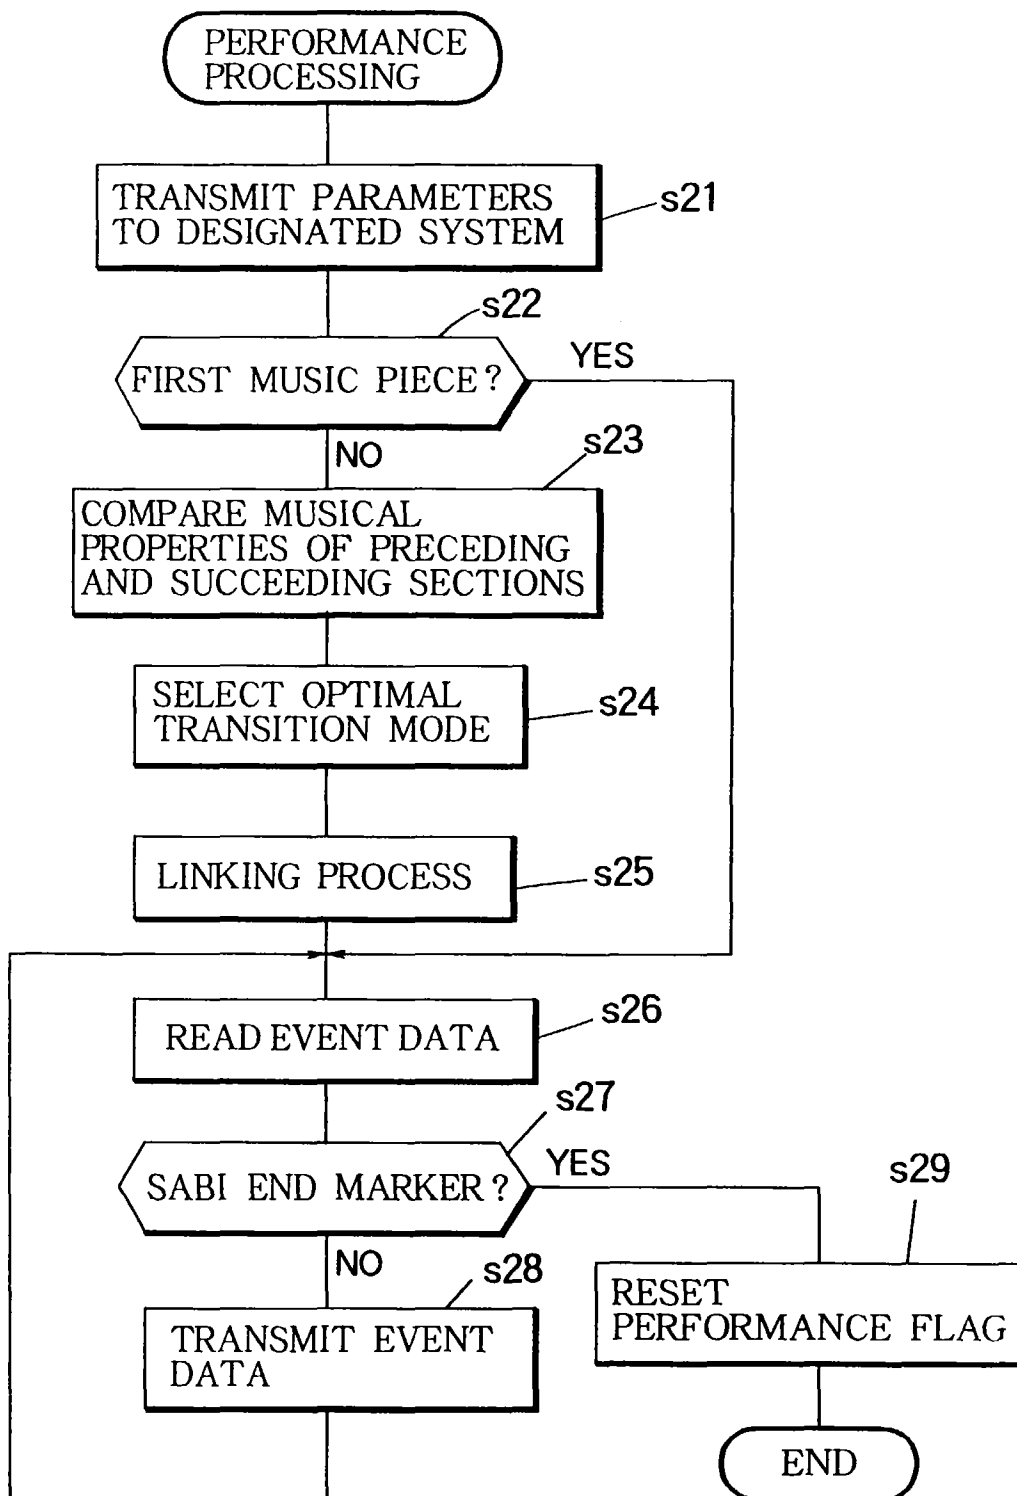 PERFORMANCE
PROCESSING
TRANSMIT PARAMETERS
TO DESIGNATED SYSTEM
s21
s22
FIRST MUSIC PIECE?
YES
NO
s23
COMPARE MUSICAL
PROPERTIES OF PRECEDING
AND SUCCEEDING SECTIONS
SELECT OPTIMAL
TRANSITION MODE
s24
LINKING PROCESS
s25
READ EVENT DATA
s26
s27
SABI END MARKER?
YES
NO
s28
s29
TRANSMIT EVENT
DATA
RESET
PERFORMANCE FLAG
END